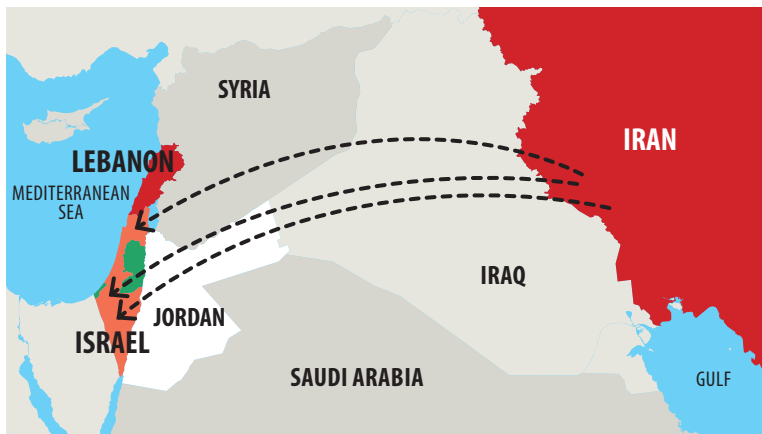 SYRIA
IRAN
LEBANON
MEDITERRANEAN
SEA
IRAQ
JORDAN
ISRAEL
SAUDI ARABIA
GULF